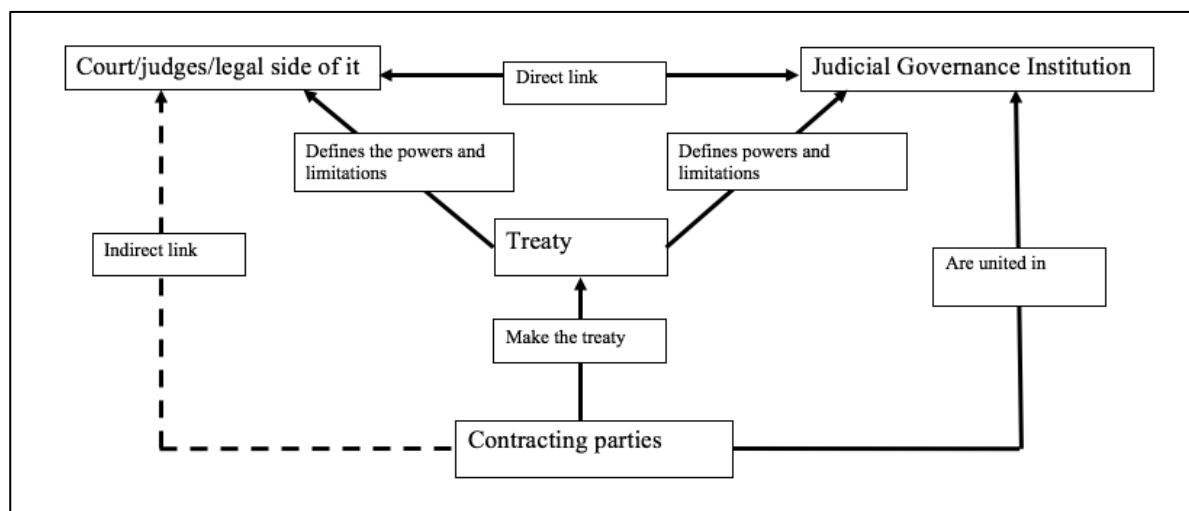 Court/judges/legal side of it
Direct link
Judicial Governance Institution
Defines the powers and
limitations
Defines powers and
limitations
Treaty
Indirect link
Are united in
Make the treaty
Contracting parties